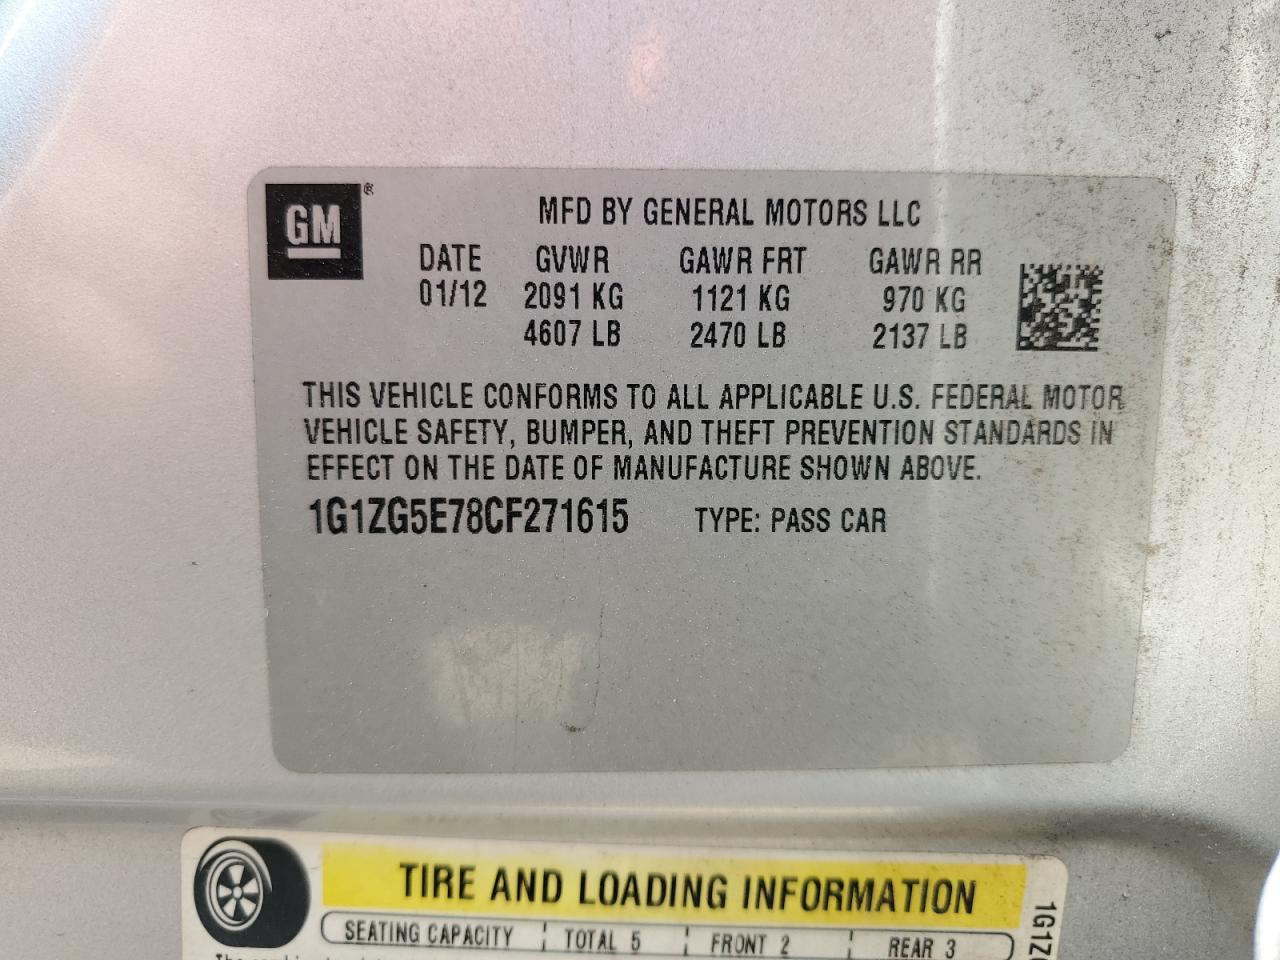 GM ®
MFD BY GENERAL MOTORS LLC
DATE GVWR GAWR FRT GAWR RR
01/12 2091 KG 1121 KG 970 KG
4607 LB 2470 LB 2137 LB
THIS VEHICLE CONFORMS TO ALL APPLICABLE U.S. FEDERAL MOTOR
VEHICLE SAFETY, BUMPER, AND THEFT PREVENTION STANDARDS IN
EFFECT ON THE DATE OF MANUFACTURE SHOWN ABOVE.
1G1ZG5E78CF271615 TYPE: PASS CAR
TIRE AND LOADING INFORMATION
SEATING CAPACITY TOTAL 5 FRONT 2 REAR 3